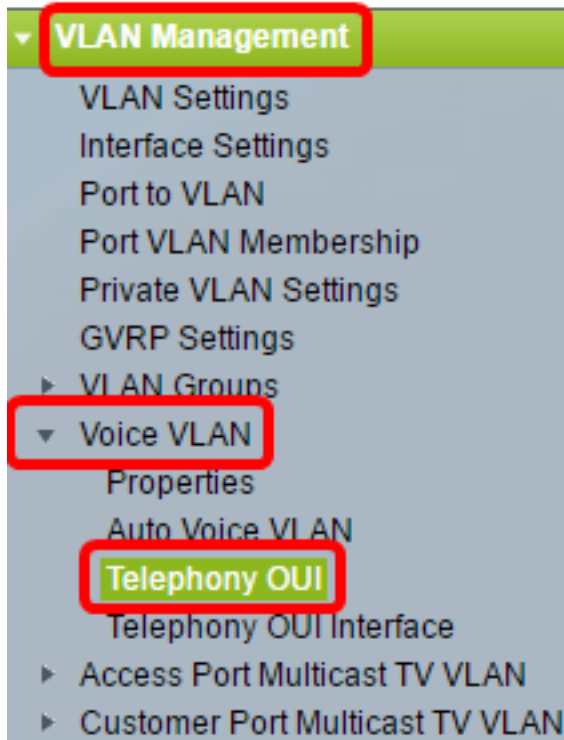 VLAN Management
VLAN Settings
Interface Settings
Port to VLAN
Port VLAN Membership
Private VLAN Settings
GVRP Settings
VLAN Groups
Voice VLAN
Properties
Auto Voice VLAN
Telephony OUI
Telephony OUI Interface
Access Port Multicast TV VLAN
Customer Port Multicast TV VLAN